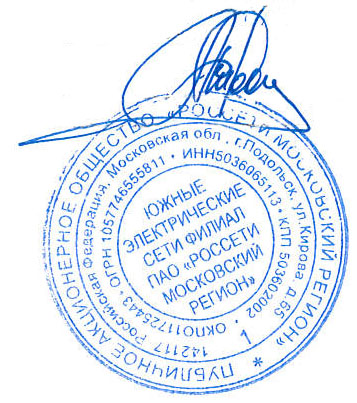 * ПУБЛИЧНОЕ АКЦИОНЕРНОЕ ОБЩЕСТВО «РОССЕТИ МОСКОВСКИЙ РЕГИОН»
142117 Российская Федерация, Московская обл., г.Подольск, ул.Кирова, д.65
ОКПО11725443 • ОГРН 1057746555811 • ИНН5036065113 • КПП 503602002
ЮЖНЫЕ
ЭЛЕКТРИЧЕСКИЕ
СЕТИ ФИЛИАЛ
ПАО «РОССЕТИ
МОСКОВСКИЙ
РЕГИОН»
1